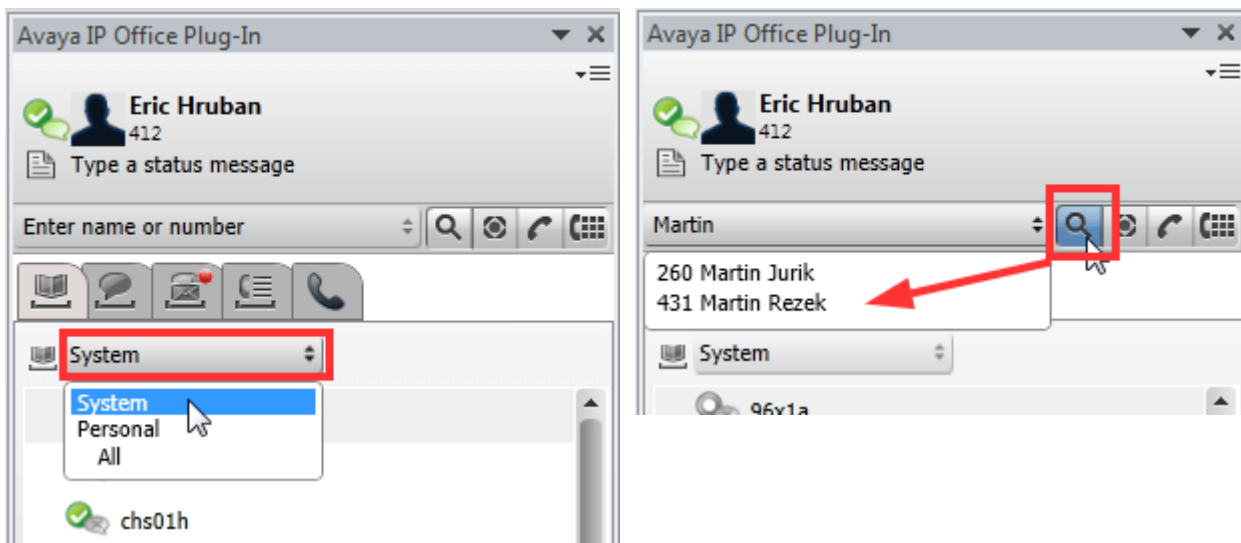 Avaya IP Office Plug-In
Eric Hruban
412
Type a status message
Enter name or number
System
System
Personal
All
chs01h
Avaya IP Office Plug-In
Eric Hruban
412
Type a status message
Martin
260 Martin Jurik
431 Martin Rezek
System
96x1a